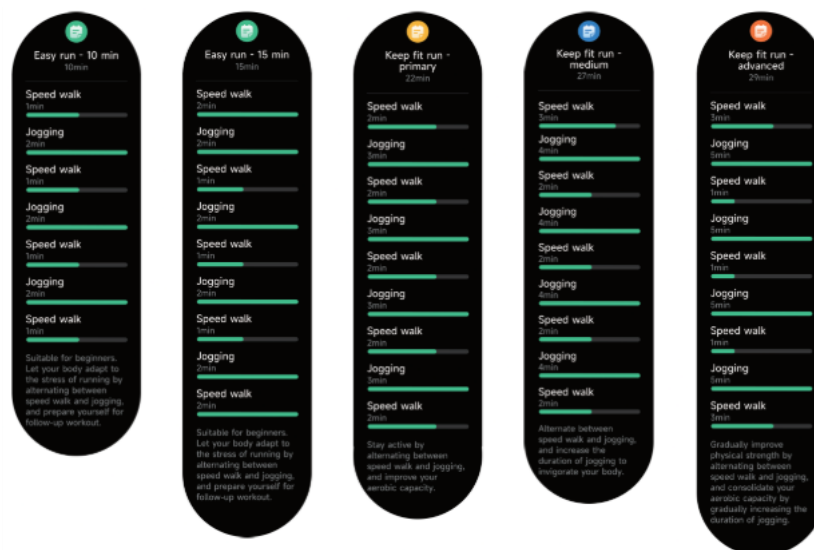 Easy run - 10 min
10min
Speed walk
1min
Jogging
2min
Speed walk
1min
Jogging
2min
Speed walk
1min
Jogging
2min
Speed walk
1min
Suitable for beginners.
Let your body adapt to
the stress of running by
alternating between
speed walk and jogging,
and prepare yourself for
follow-up workout.
Easy run - 15 min
15min
Speed walk
2min
Jogging
2min
Speed walk
1min
Jogging
2min
Speed walk
1min
Jogging
2min
Speed walk
1min
Jogging
2min
Speed walk
2min
Suitable for beginners.
Let your body adapt to
the stress of running by
alternating between
speed walk and jogging,
and prepare yourself for
follow-up workout.
Keep fit run -
primary
22min
Speed walk
2min
Jogging
3min
Speed walk
2min
Jogging
3min
Speed walk
2min
Jogging
3min
Speed walk
2min
Jogging
3min
Speed walk
2min
Stay active by
alternating between
speed walk and jogging,
and improve your
aerobic capacity.
Keep fit run -
medium
27min
Speed walk
3min
Jogging
4min
Speed walk
2min
Jogging
4min
Speed walk
2min
Jogging
4min
Speed walk
2min
Jogging
4min
Speed walk
2min
Alternate between
speed walk and jogging,
and increase the
duration of jogging to
invigorate your body.
Keep fit run -
advanced
29min
Speed walk
3min
Jogging
5min
Speed walk
1min
Jogging
5min
Speed walk
1min
Jogging
5min
Speed walk
1min
Jogging
5min
Speed walk
3min
Gradually improve
physical strength by
alternating between
speed walk and jogging,
and consolidate your
aerobic capacity by
gradually increasing the
duration of jogging.